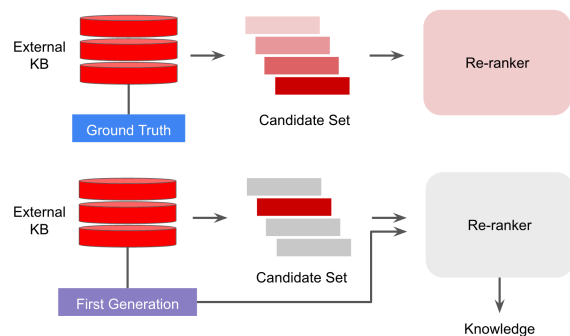 External
KB
Ground Truth
Candidate Set
Re-ranker
External
KB
First Generation
Candidate Set
Re-ranker
Knowledge